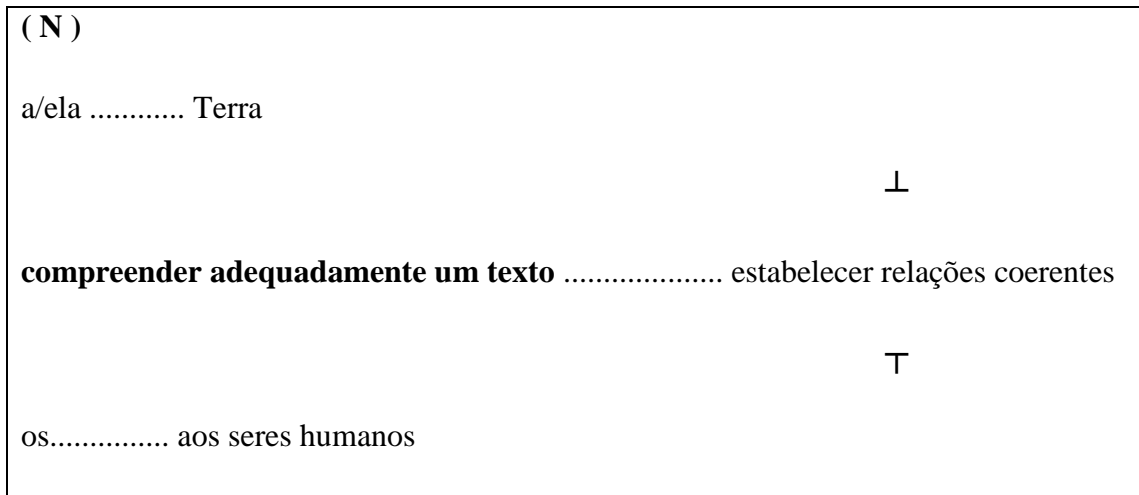 ( N )
a/ela ............ Terra
⊥
compreender adequadamente um texto .................... estabelecer relações coerentes
⊤
os............... aos seres humanos